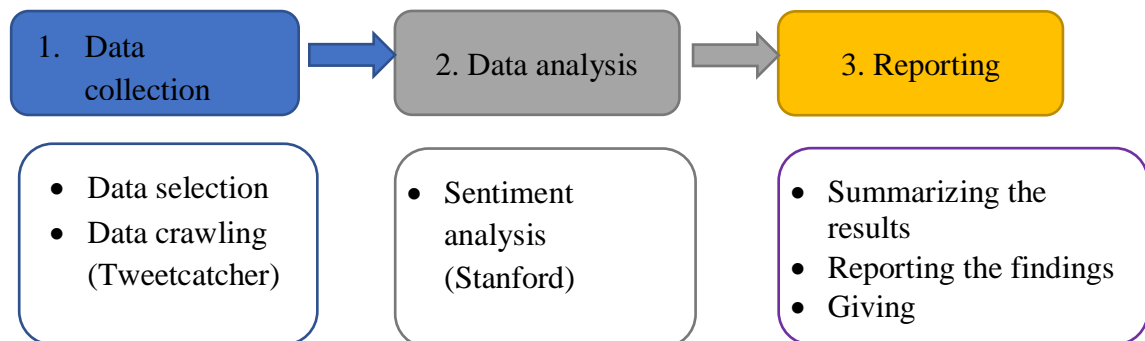 1. Data
collection
2. Data analysis
3. Reporting
• Data selection
• Data crawling
(Tweetcatcher)
• Sentiment
analysis
(Stanford)
• Summarizing the
results
• Reporting the findings
• Giving